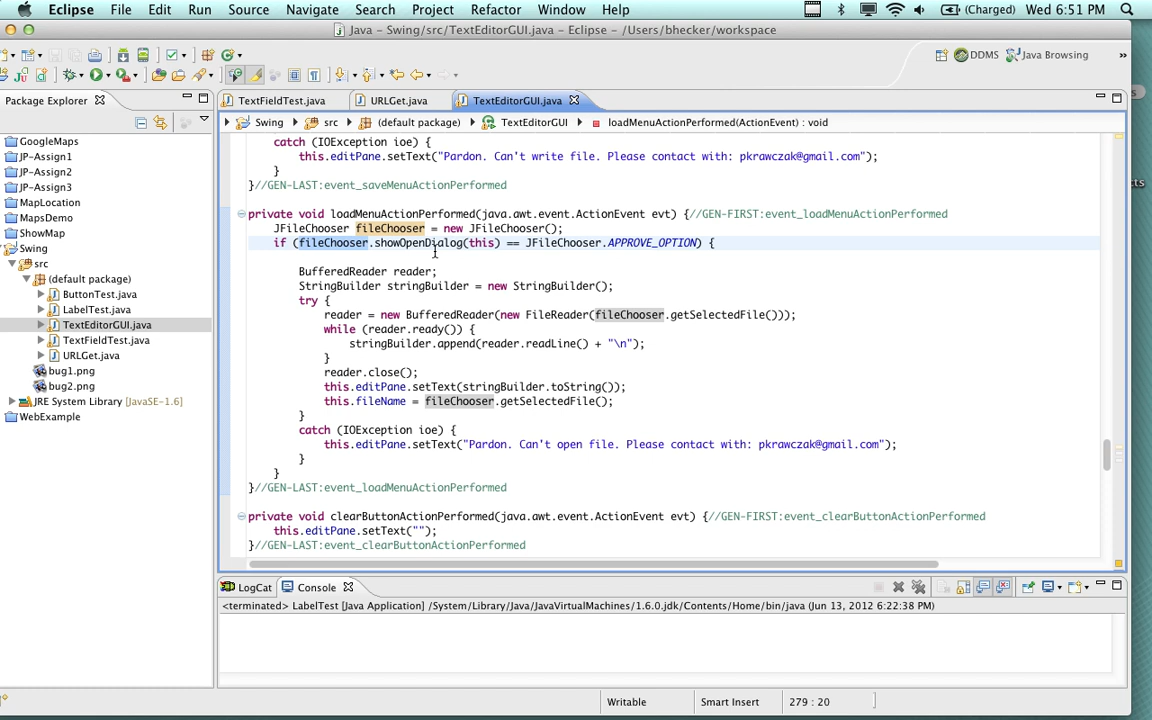 Eclipse File Edit Run Source Navigate Search Project Refactor Window Help (Charged) Wed 6:51 PM
Java - Swing/src/TextEditorGUI.java - Eclipse - /Users/bhecker/workspace
DDMS Java Browsing »
Package Explorer
TextFieldTest.java URLGet.java TextEditorGUI.java
Swing src (default package) TextEditorGUI loadMenuActionPerformed(ActionEvent) : void
GoogleMaps
JP-Assign1
JP-Assign2
JP-Assign3
MapLocation
MapsDemo
ShowMap
Swing
src
(default package)
ButtonTest.java
LabelTest.java
TextEditorGUI.java
TextFieldTest.java
URLGet.java
bug1.png
bug2.png
JRE System Library [JavaSE-1.6]
WebExample
catch (IOException ioe) {
this.editPane.setText("Pardon. Can't write file. Please contact with: pkrawczak@gmail.com");
}
}//GEN-LAST:event_saveMenuActionPerformed
private void loadMenuActionPerformed(java.awt.event.ActionEvent evt) {//GEN-FIRST:event_loadMenuActionPerformed
JFileChooser fileChooser = new JFileChooser();
if (fileChooser.showOpenDialog(this) == JFileChooser.APPROVE_OPTION) {
BufferedReader reader;
StringBuilder stringBuilder = new StringBuilder();
try {
reader = new BufferedReader(new FileReader(fileChooser.getSelectedFile()));
while (reader.ready()) {
stringBuilder.append(reader.readLine() + "\n");
}
reader.close();
this.editPane.setText(stringBuilder.toString());
this.fileName = fileChooser.getSelectedFile();
}
catch (IOException ioe) {
this.editPane.setText("Pardon. Can't open file. Please contact with: pkrawczak@gmail.com");
}
}
}//GEN-LAST:event_loadMenuActionPerformed
private void clearButtonActionPerformed(java.awt.event.ActionEvent evt) {//GEN-FIRST:event_clearButtonActionPerformed
this.editPane.setText("");
}//GEN-LAST:event_clearButtonActionPerformed
LogCat Console
<terminated> LabelTest [Java Application] /System/Library/Java/JavaVirtualMachines/1.6.0.jdk/Contents/Home/bin/java (Jun 13, 2012 6:22:38 PM)
Writable Smart Insert 279 : 20